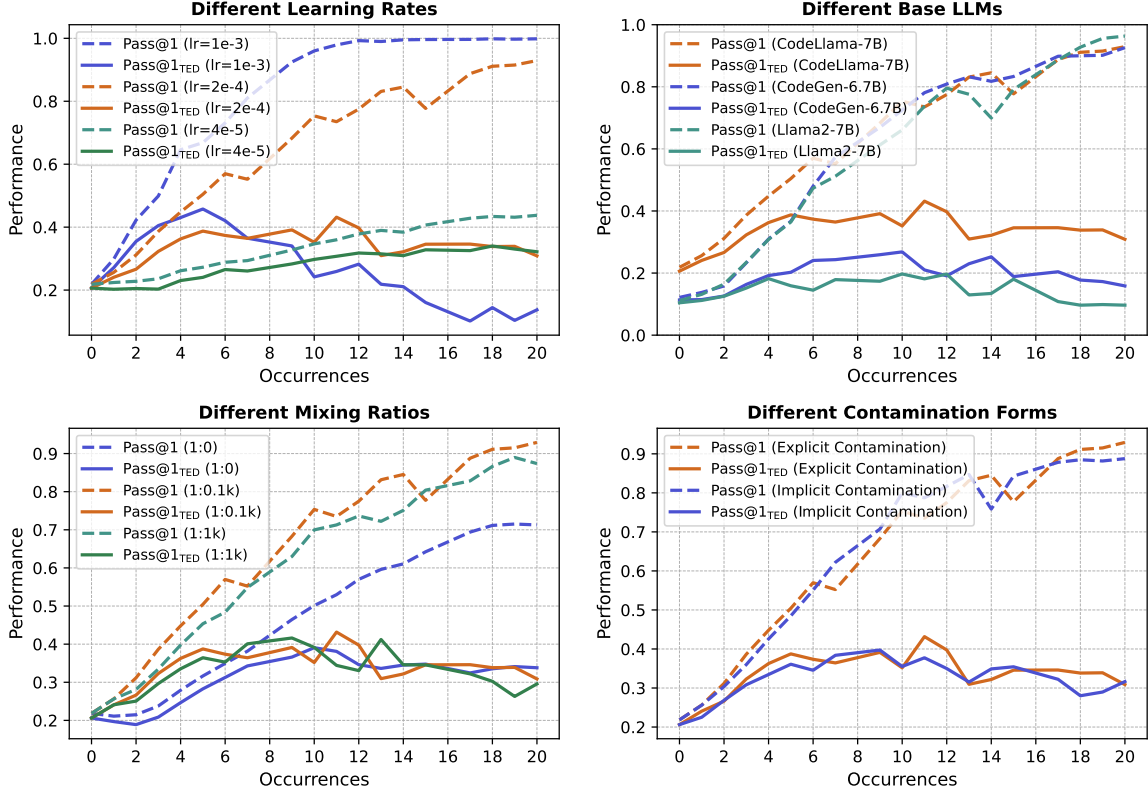 Different Learning Rates
Performance
1.0
0.8
0.6
0.4
0.2
Pass@1 (lr=1e-3)
Pass@1TED (lr=1e-3)
Pass@1 (lr=2e-4)
Pass@1TED (lr=2e-4)
Pass@1 (lr=4e-5)
Pass@1TED (lr=4e-5)
0 2 4 6 8 10 12 14 16 18 20
Occurrences
Different Base LLMs
Performance
1.0
0.8
0.6
0.4
0.2
0.0
Pass@1 (CodeLlama-7B)
Pass@1TED (CodeLlama-7B)
Pass@1 (CodeGen-6.7B)
Pass@1TED (CodeGen-6.7B)
Pass@1 (Llama2-7B)
Pass@1TED (Llama2-7B)
0 2 4 6 8 10 12 14 16 18 20
Occurrences
Different Mixing Ratios
Performance
0.9
0.8
0.7
0.6
0.5
0.4
0.3
0.2
Pass@1 (1:0)
Pass@1TED (1:0)
Pass@1 (1:0.1k)
Pass@1TED (1:0.1k)
Pass@1 (1:1k)
Pass@1TED (1:1k)
0 2 4 6 8 10 12 14 16 18 20
Occurrences
Different Contamination Forms
Performance
0.9
0.8
0.7
0.6
0.5
0.4
0.3
0.2
Pass@1 (Explicit Contamination)
Pass@1TED (Explicit Contamination)
Pass@1 (Implicit Contamination)
Pass@1TED (Implicit Contamination)
0 2 4 6 8 10 12 14 16 18 20
Occurrences